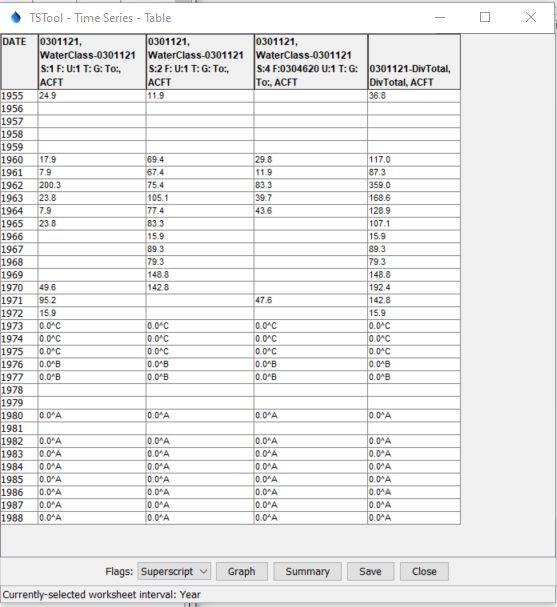 TSTool - Time Series - Table
DATE 0301121, WaterClass-0301121 S:1 F: U:1 T: G: To:, ACFT 0301121, WaterClass-0301121 S:2 F: U:1 T: G: To:, ACFT 0301121, WaterClass-0301121 S:4 F:0304620 U:1 T: G: To:, ACFT 0301121-DivTotal, DivTotal, ACFT
1955 24.9 11.9 36.8
1956
1957
1958
1959
1960 17.9 69.4 29.8 117.0
1961 7.9 67.4 11.9 87.3
1962 200.3 75.4 83.3 359.0
1963 23.8 105.1 39.7 168.6
1964 7.9 77.4 43.6 128.9
1965 23.8 83.3 107.1
1966 15.9 15.9
1967 89.3 89.3
1968 79.3 79.3
1969 148.8 148.8
1970 49.6 142.8 192.4
1971 95.2 47.6 142.8
1972 15.9 15.9
1973 0.0^C 0.0^C 0.0^C 0.0^C
1974 0.0^C 0.0^C 0.0^C 0.0^C
1975 0.0^C 0.0^C 0.0^C 0.0^C
1976 0.0^B 0.0^B 0.0^B 0.0^B
1977 0.0^B 0.0^B 0.0^B 0.0^B
1978
1979
1980 0.0^A 0.0^A 0.0^A 0.0^A
1981
1982 0.0^A 0.0^A 0.0^A 0.0^A
1983 0.0^A 0.0^A 0.0^A 0.0^A
1984 0.0^A 0.0^A 0.0^A 0.0^A
1985 0.0^A 0.0^A 0.0^A 0.0^A
1986 0.0^A 0.0^A 0.0^A 0.0^A
1987 0.0^A 0.0^A 0.0^A 0.0^A
1988 0.0^A 0.0^A 0.0^A 0.0^A
Flags: Superscript Graph Summary Save Close
Currently-selected worksheet interval: Year